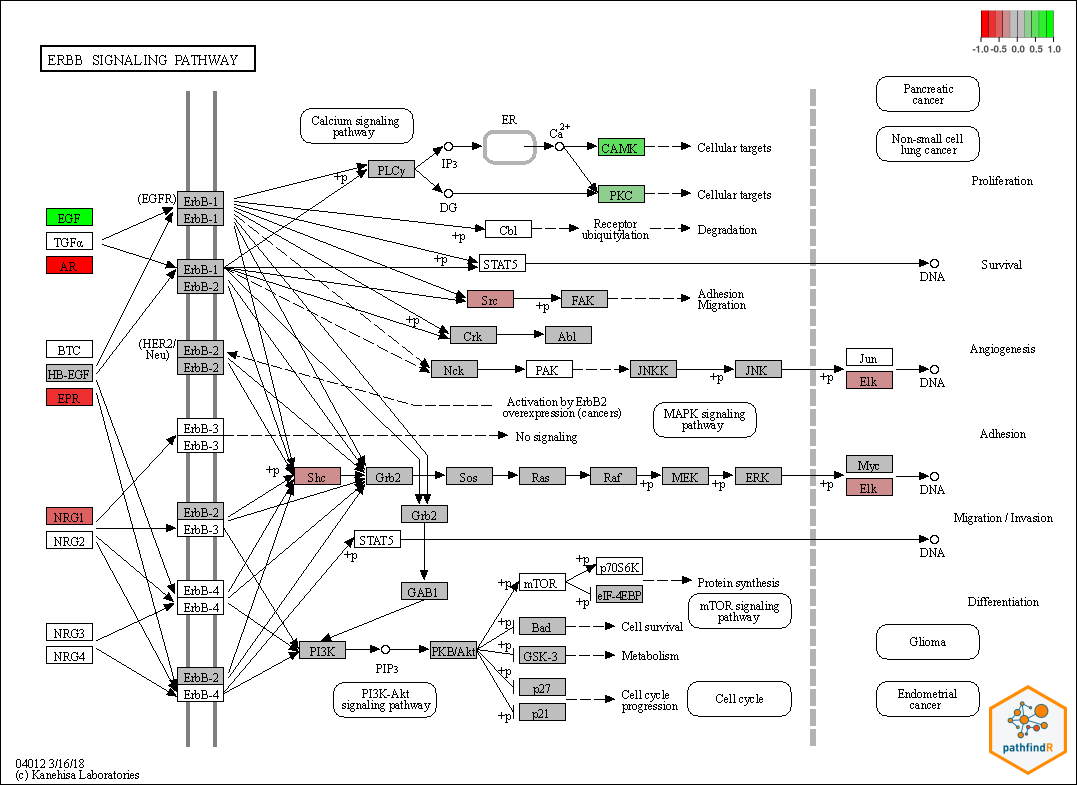 -1.0 -0.5 0.0 0.5 1.0
ERBB SIGNALING PATHWAY
Pancreatic
cancer
Calcium signaling
pathway
ER
Ca2+
Non-small cell
lung cancer
CAMK
Cellular targets
IP3
PLCγ
+p
Proliferation
(EGFR)
ErbB-1
ErbB-1
DG
PKC
Cellular targets
EGF
TGFα
AR
Cbl
+p
Receptor
ubiquitylation
Degradation
ErbB-1
ErbB-2
+p
STAT5
DNA
Survival
Src
+p
FAK
Adhesion
Migration
+p
Crk
Abl
BTC
HB-EGF
EPR
(HER2/
Neu)
ErbB-2
ErbB-2
Nck
PAK
JNKK
+p
JNK
+p
Jun
Elk
DNA
Angiogenesis
Activation by ErbB2
overexpression (cancers)
MAPK signaling
pathway
ErbB-3
ErbB-3
No signaling
Adhesion
+p
Shc
Grb2
Sos
Ras
Raf
+p
MEK
+p
ERK
+p
Myc
Elk
DNA
NRG1
NRG2
ErbB-2
ErbB-3
Grb2
Migration / Invasion
STAT5
+p
DNA
ErbB-4
ErbB-4
GAB1
+p
mTOR
+p
p70S6K
+p
eIF-4EBP
Protein synthesis
mTOR signaling
pathway
Differentiation
NRG3
NRG4
+p
Bad
Cell survival
Glioma
PI3K
PIP3
PKB/Akt
+p
GSK-3
Metabolism
ErbB-2
ErbB-4
PI3K-Akt
signaling pathway
+p
p27
+p
p21
Cell cycle
progression
Cell cycle
Endometrial
cancer
pathfindR
04012 3/16/18
(c) Kanehisa Laboratories